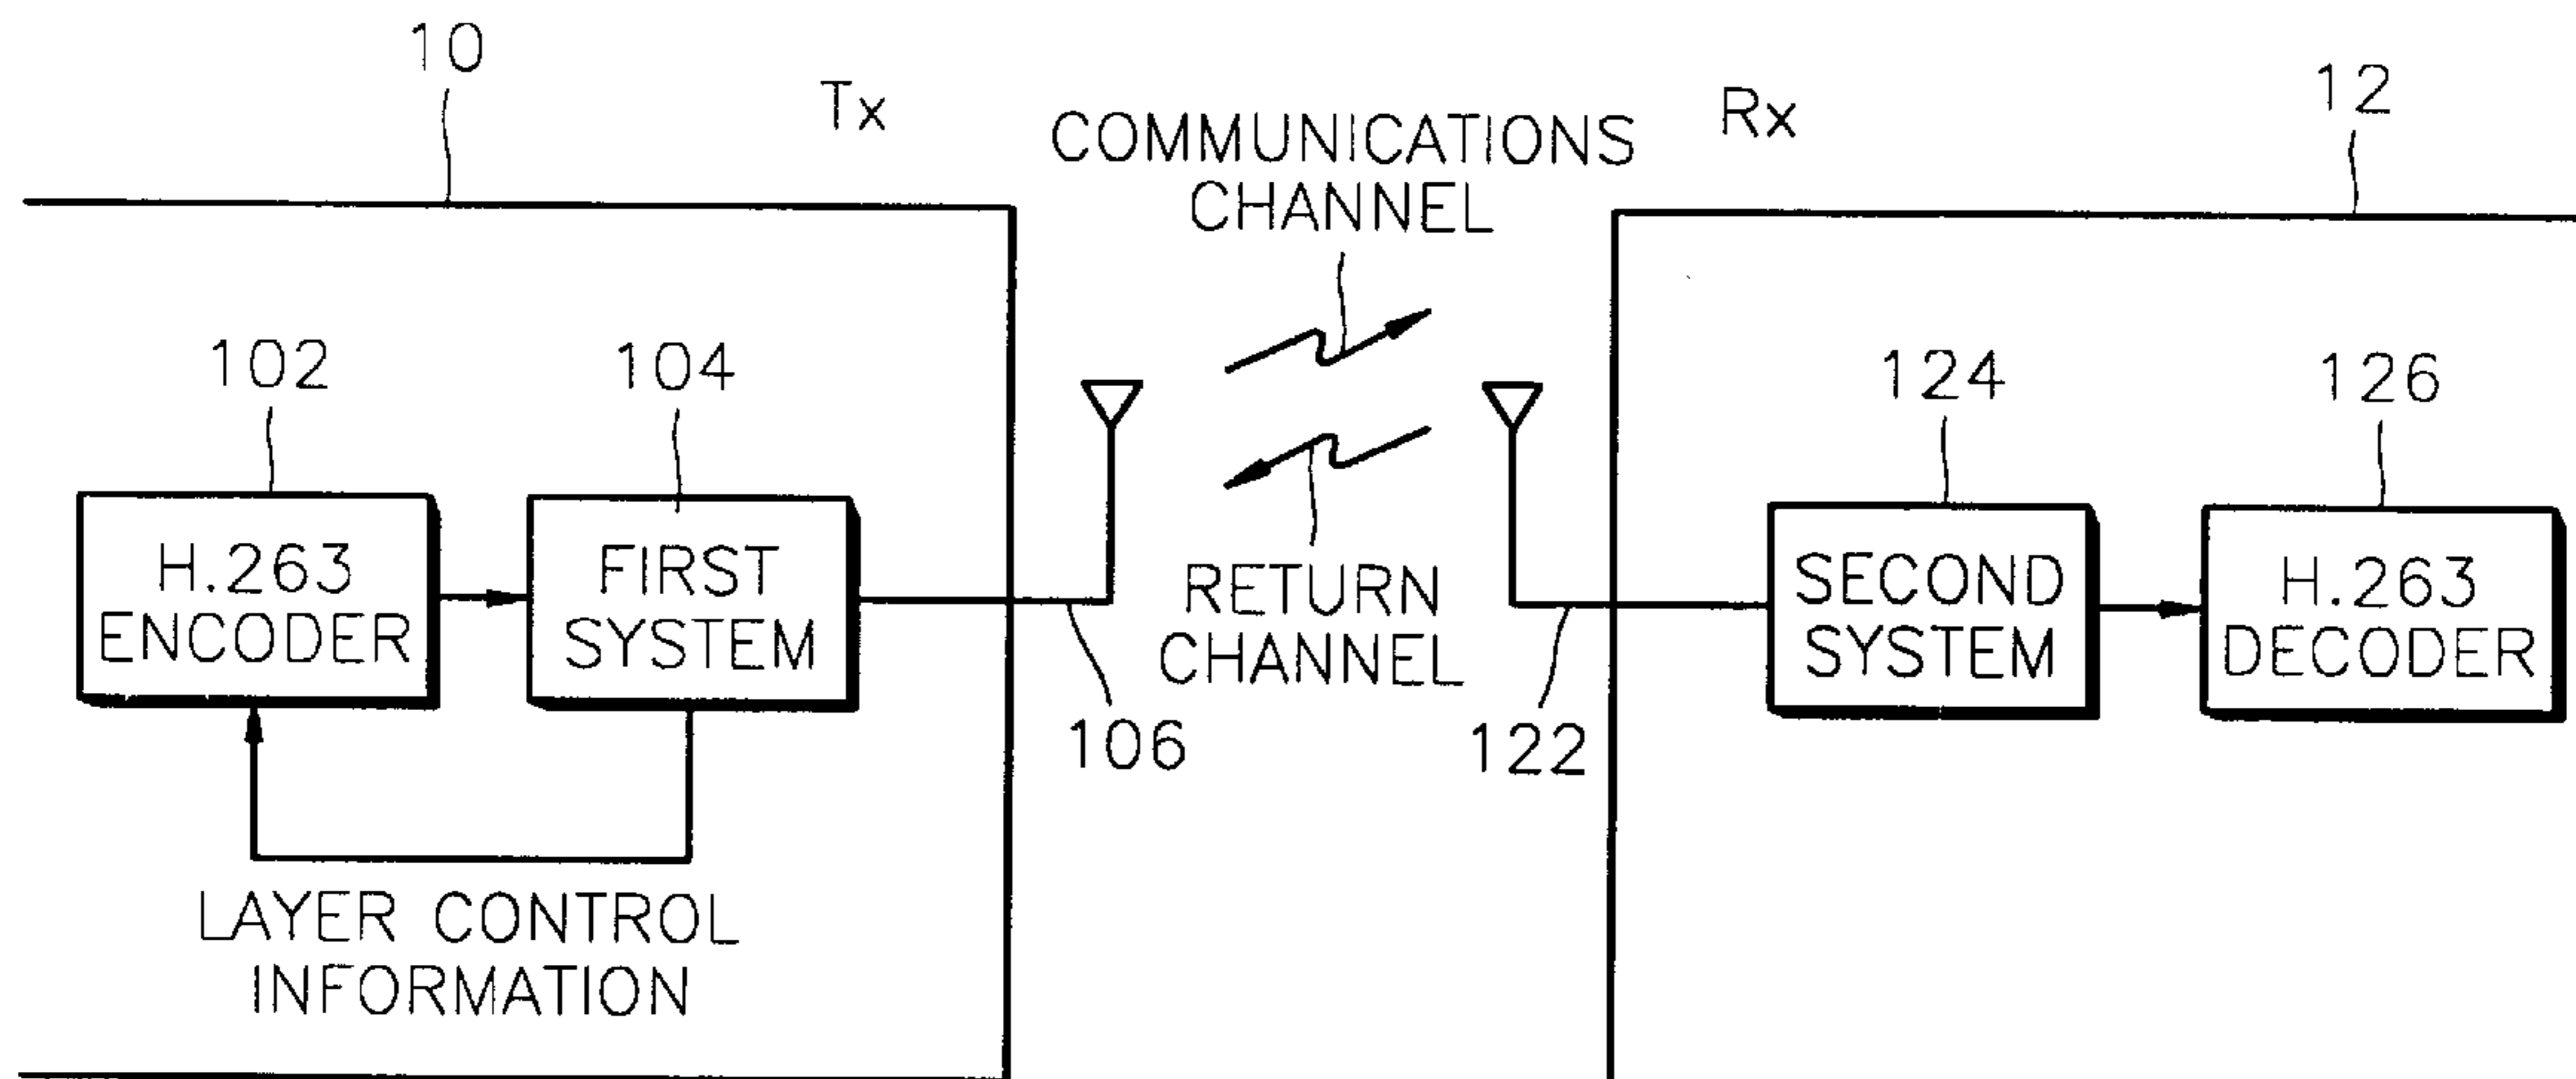 10
Tx
COMMUNICATIONS
CHANNEL
Rx
12
102
104
124
126
H.263
ENCODER
FIRST
SYSTEM
RETURN
CHANNEL
SECOND
SYSTEM
H.263
DECODER
106
122
LAYER CONTROL
INFORMATION